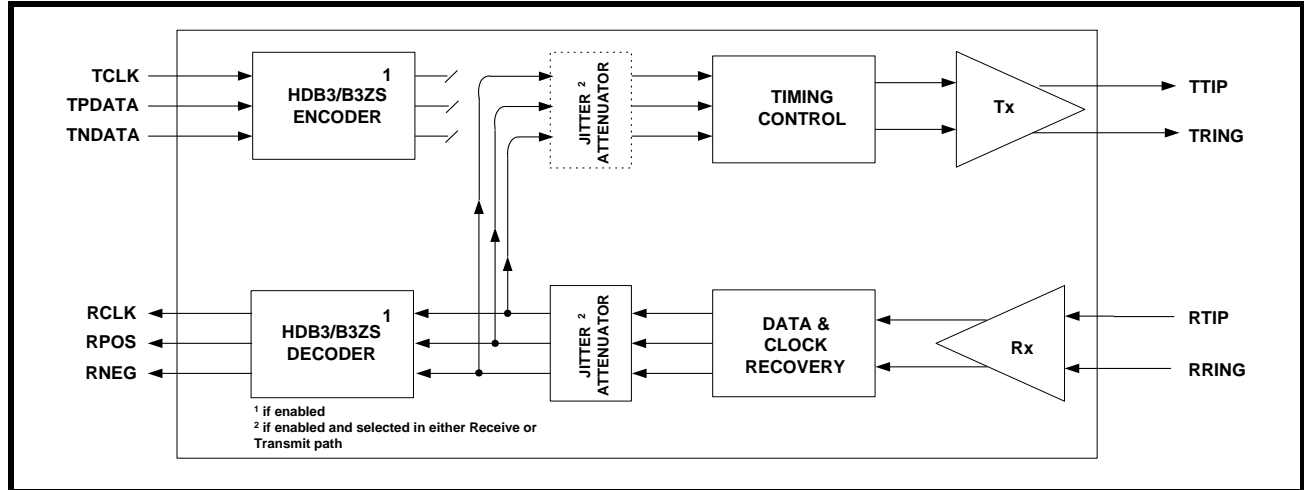 TCLK
TPDATA
TNDATA
1
HDB3/B3ZS
ENCODER
JITTER 2
ATTENUATOR
TIMING
CONTROL
Tx
TTIP
TRING
RCLK
RPOS
RNEG
1
HDB3/B3ZS
DECODER
JITTER 2
ATTENUATOR
DATA &
CLOCK
RECOVERY
Rx
RTIP
RRING
1 if enabled
2 if enabled and selected in either Receive or
Transmit path